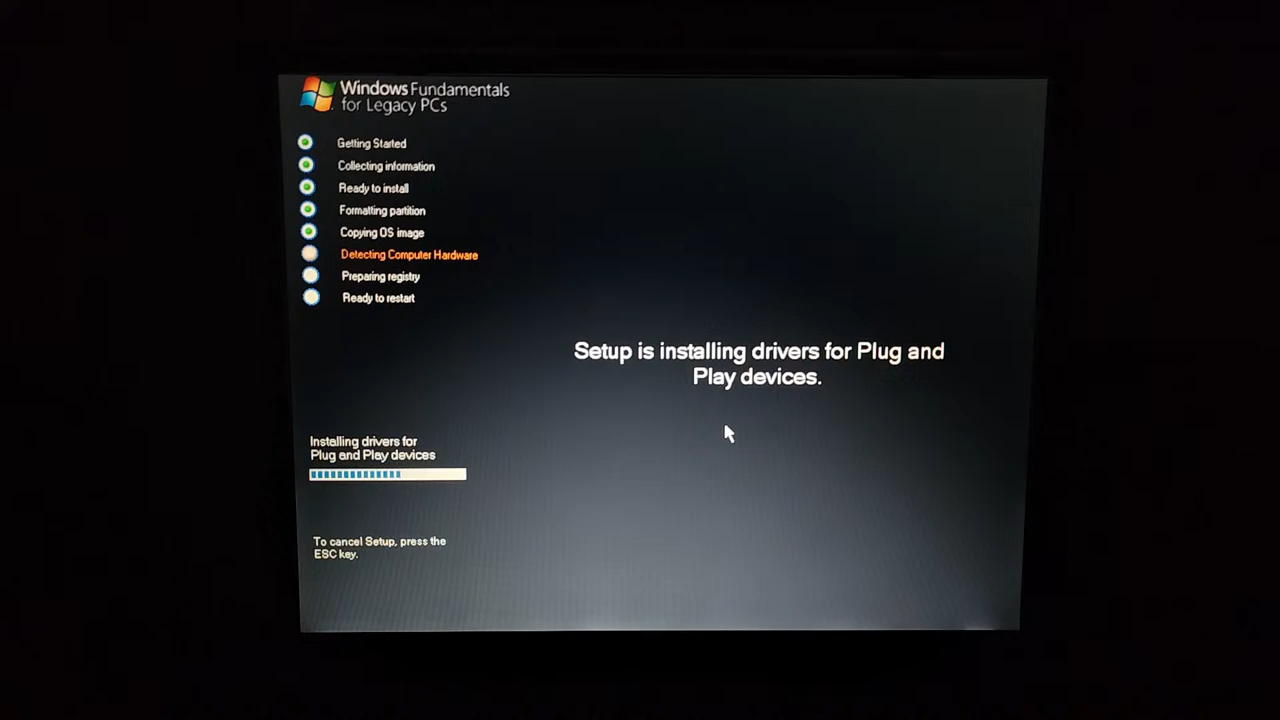 Windows Fundamentals
for Legacy PCs
Getting Started
Collecting information
Ready to install
Formatting partition
Copying OS image
Detecting Computer Hardware
Preparing registry
Ready to restart
Setup is installing drivers for Plug and
Play devices.
Installing drivers for
Plug and Play devices
To cancel Setup, press the
ESC key.